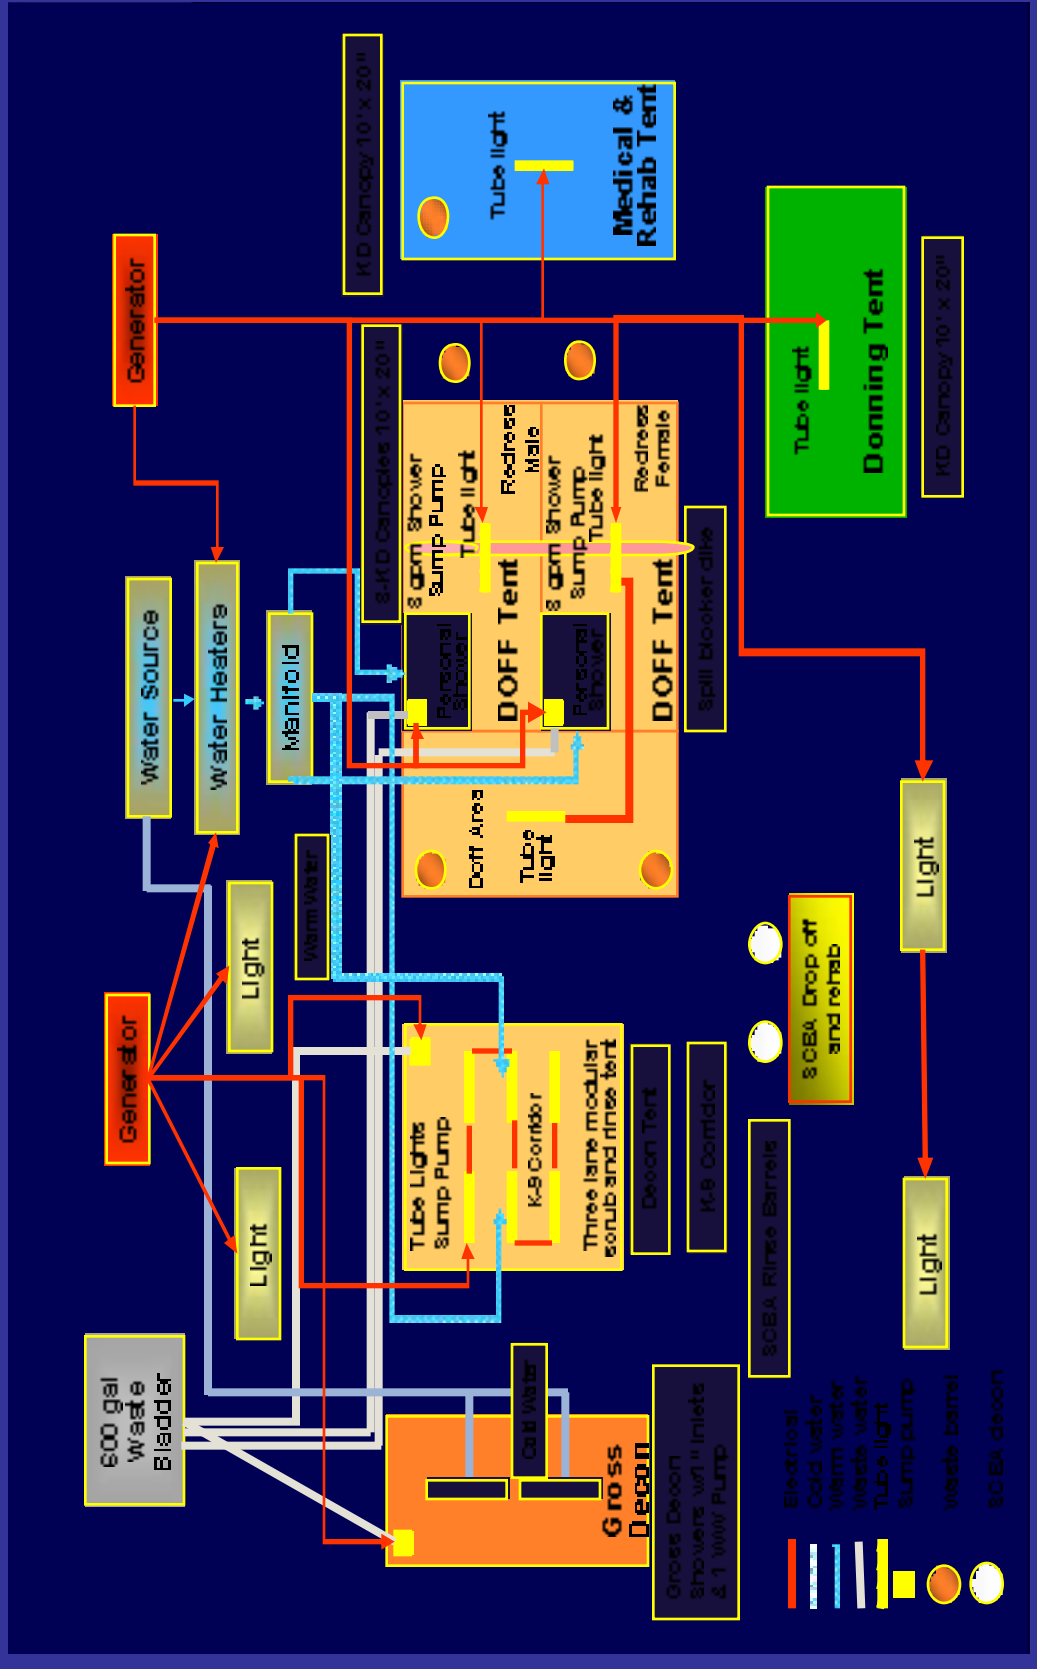 600 gal
Waste
Bladder
Generator
Light
Light
Water Source
Water Heaters
Manifold
Warm Water
Generator
KD Canopy 10' x 20"
Tube light
Medical &
Rehab Tent
Gross
Decon
Cold Water
Gross Decon
Showers w/1" Inlets
& 1 WW Pump
Tube Lights
Sump Pump
K-9 Corridor
Three lane modular
scrub and rinse tent
Decon Tent
K-9 Corridor
SCBA Rinse Barrels
Doff Area
Tube
light
Personal
Shower
DOFF Tent
8 gpm Shower
Sump Pump
Tube light
Redress
Male
Personal
Shower
DOFF Tent
8 gpm Shower
Sump Pump
Tube light
Redress
Female
3-KD Canopies 10' x 20"
Spill blocker dike
Tube light
Donning Tent
KD Canopy 10' x 20"
SCBA Drop off
and rehab
Light
Light
Electrical
Cold water
Warm water
Waste water
Tube light
Sump pump
Waste barrel
SCBA decon